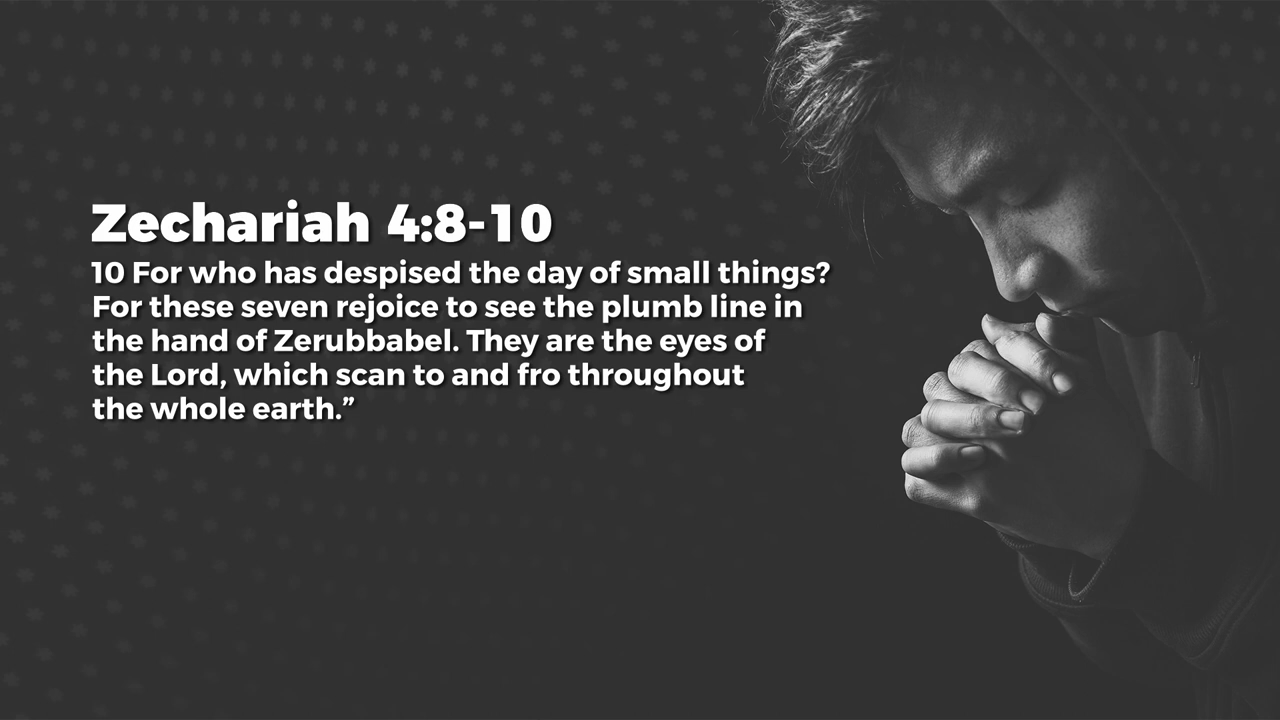 Zechariah 4:8-10
10 For who has despised the day of small things?
For these seven rejoice to see the plumb line in
the hand of Zerubbabel. They are the eyes of
the Lord, which scan to and fro throughout
the whole earth.”